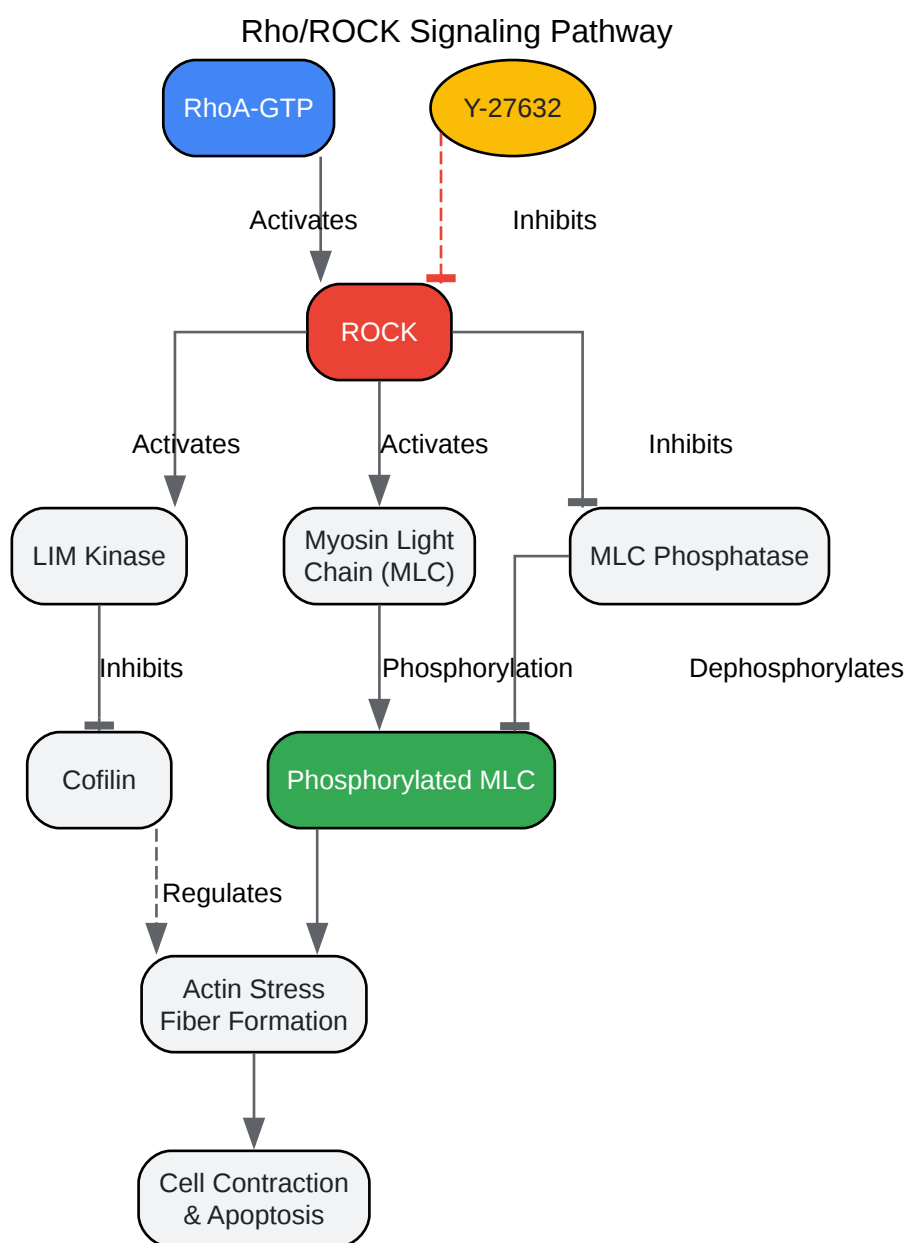 Rho/ROCK Signaling Pathway
RhoA-GTP
Y-27632
Activates
Inhibits
ROCK
Activates
Activates
Inhibits
LIM Kinase
Myosin Light
Chain (MLC)
MLC Phosphatase
Inhibits
Phosphorylation
Dephosphorylates
Cofilin
Phosphorylated MLC
Regulates
Actin Stress
Fiber Formation
Cell Contraction
& Apoptosis